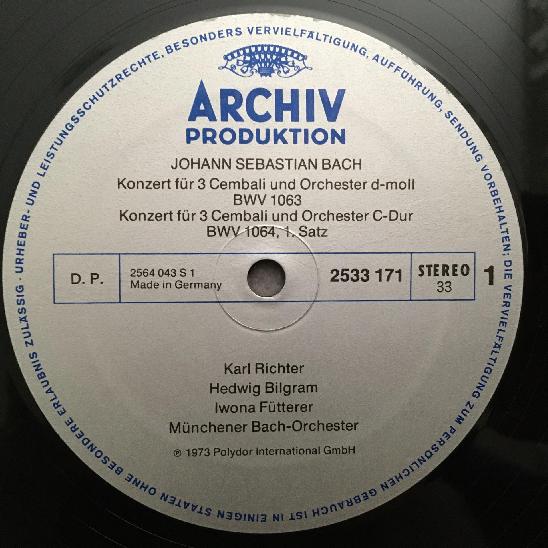 URHEBER- UND LEISTUNGSSCHUTZRECHTE, BESONDERS VERVIELFÄLTIGUNG, AUFFÜHRUNG, SENDUNG VORBEHALTEN; DIE VERVIELFÄLTIGUNG ZUM PERSÖNLICHEN GEBRAUCH IST IN EINIGEN STAATEN OHNE BESONDERE ERLAUBNIS ZULÄSSIG ·
ARCHIV
PRODUKTION
JOHANN SEBASTIAN BACH
Konzert für 3 Cembali und Orchester d-moll
BWV 1063
Konzert für 3 Cembali und Orchester C-Dur
BWV 1064, 1. Satz
D. P. 2564 043 S 1 2533 171 STEREO 1
Made in Germany 33
Karl Richter
Hedwig Bilgram
Iwona Fütterer
Münchener Bach-Orchester
℗ 1973 Polydor International GmbH